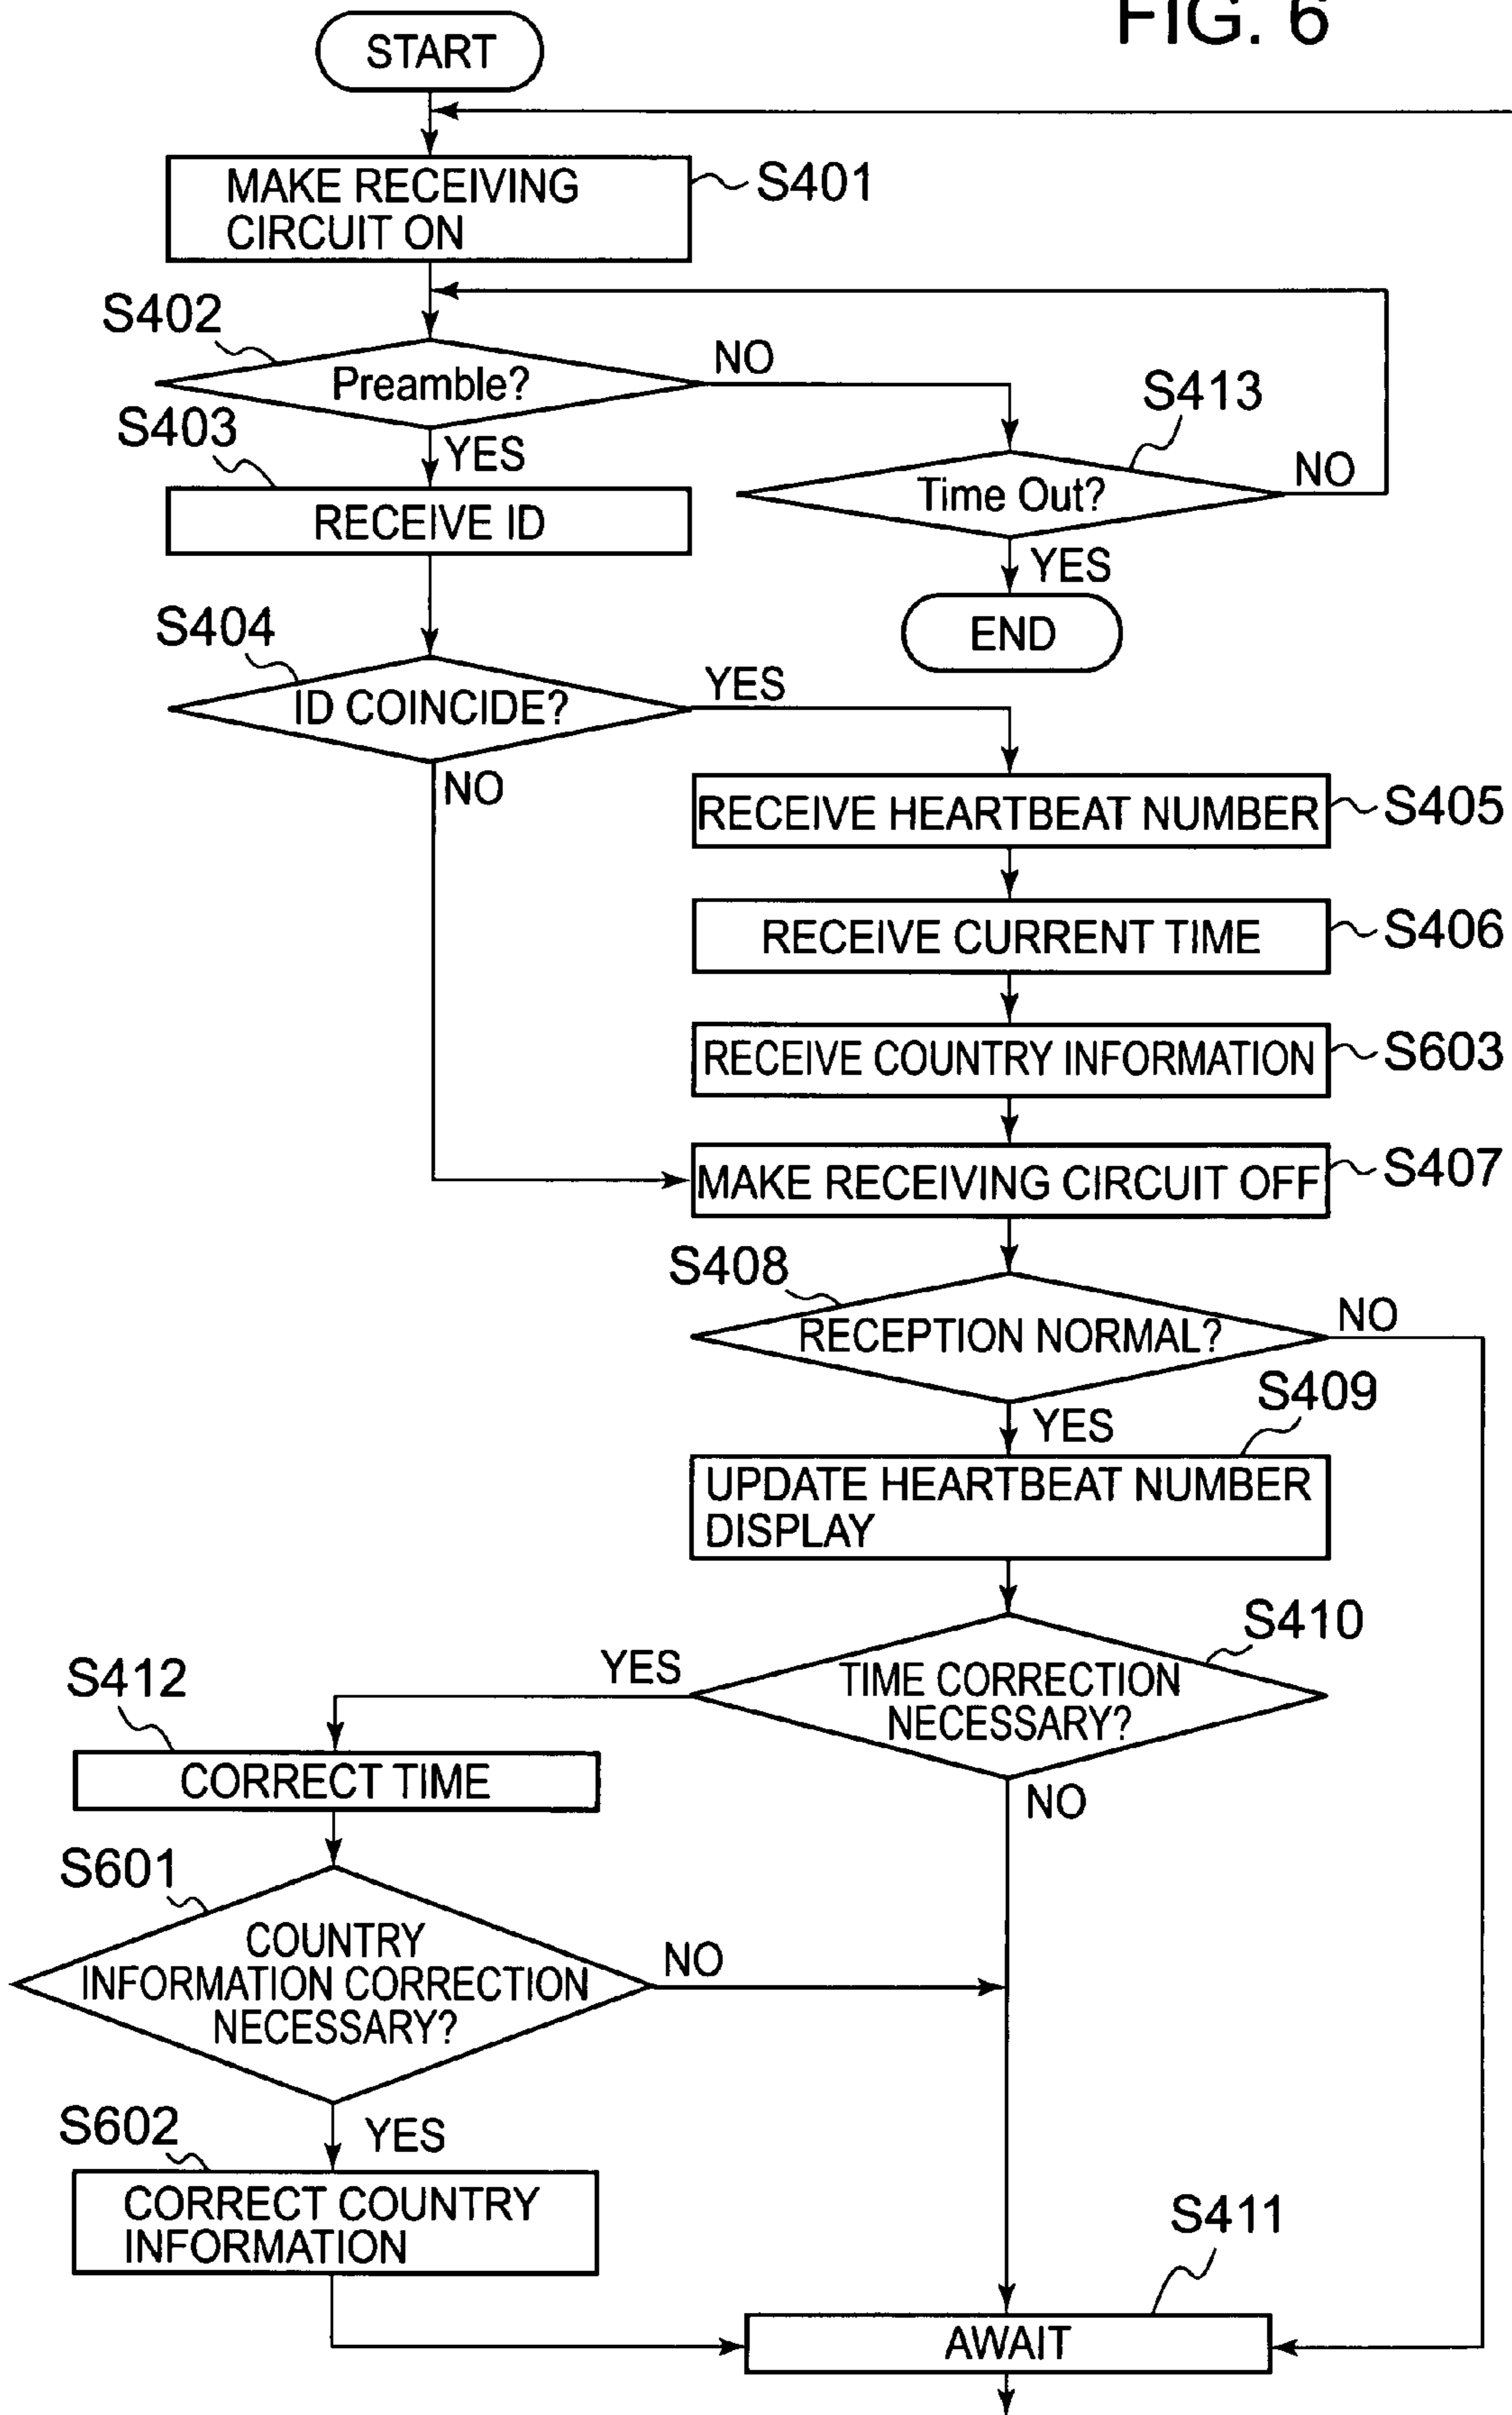 FIG. 6
START
MAKE RECEIVING
CIRCUIT ON
S401
S402
Preamble?
NO
S413
S403
YES
Time Out?
NO
RECEIVE ID
YES
END
S404
ID COINCIDE?
YES
NO
RECEIVE HEARTBEAT NUMBER
S405
RECEIVE CURRENT TIME
S406
RECEIVE COUNTRY INFORMATION
S603
MAKE RECEIVING CIRCUIT OFF
S407
S408
RECEPTION NORMAL?
NO
S409
YES
UPDATE HEARTBEAT NUMBER
DISPLAY
S410
TIME CORRECTION
NECESSARY?
YES
S412
NO
CORRECT TIME
S601
COUNTRY
INFORMATION CORRECTION
NECESSARY?
NO
S602
YES
CORRECT COUNTRY
INFORMATION
S411
AWAIT